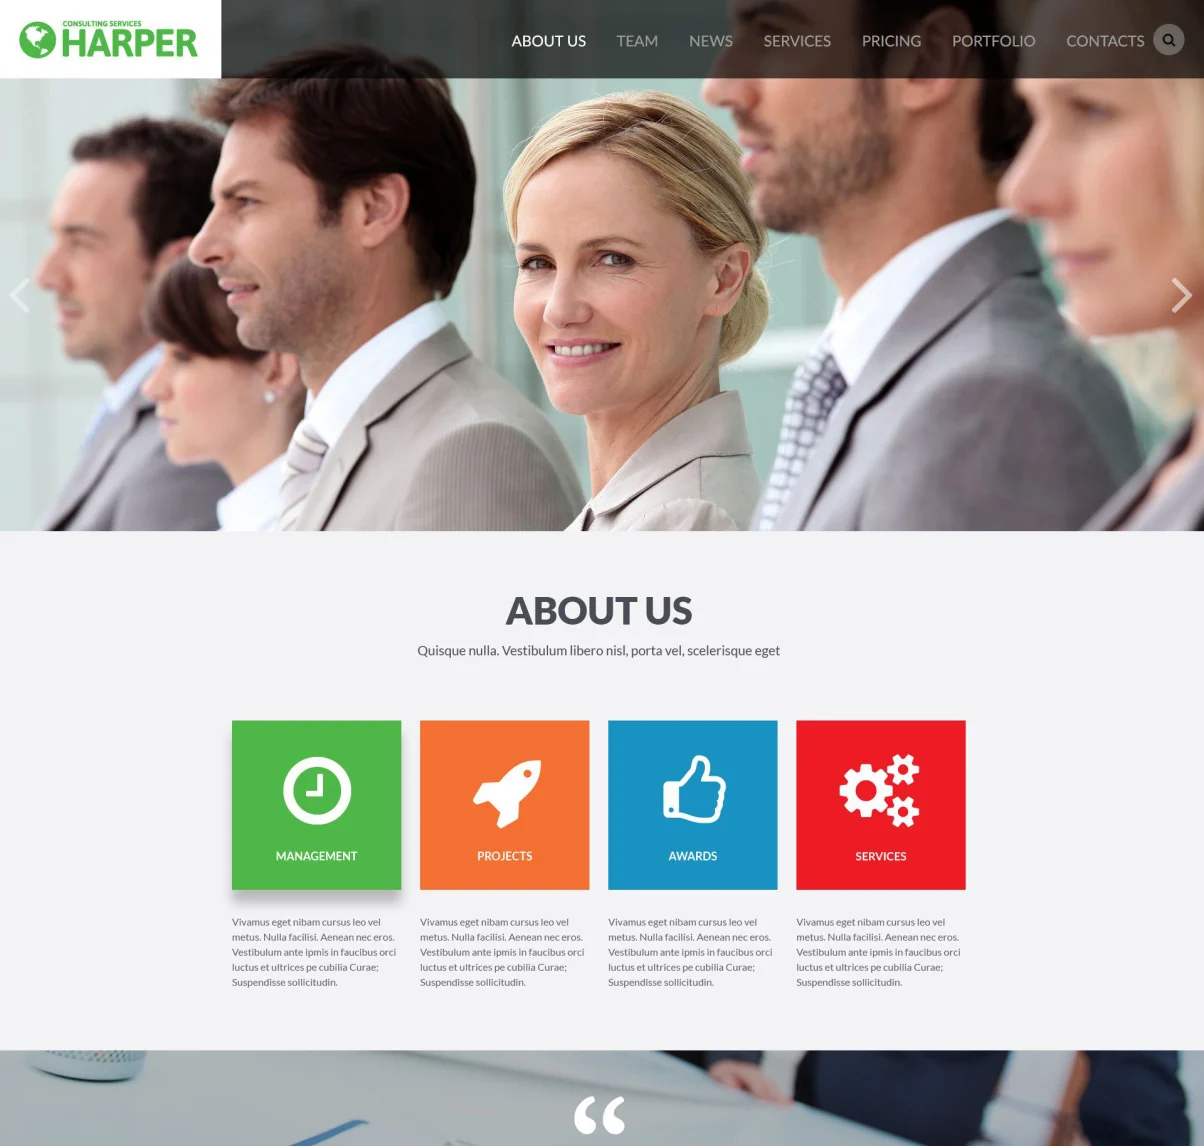 CONSULTING SERVICES
HARPER
ABOUT US TEAM NEWS SERVICES PRICING PORTFOLIO CONTACTS
ABOUT US
Quisque nulla. Vestibulum libero nisl, porta vel, scelerisque eget
MANAGEMENT
PROJECTS
AWARDS
SERVICES
Vivamus eget nibam cursus leo vel
metus. Nulla facilisi. Aenean nec eros.
Vestibulum ante ipmis in faucibus orci
luctus et ultrices pe cubilia Curae;
Suspendisse sollicitudin.
Vivamus eget nibam cursus leo vel
metus. Nulla facilisi. Aenean nec eros.
Vestibulum ante ipmis in faucibus orci
luctus et ultrices pe cubilia Curae;
Suspendisse sollicitudin.
Vivamus eget nibam cursus leo vel
metus. Nulla facilisi. Aenean nec eros.
Vestibulum ante ipmis in faucibus orci
luctus et ultrices pe cubilia Curae;
Suspendisse sollicitudin.
Vivamus eget nibam cursus leo vel
metus. Nulla facilisi. Aenean nec eros.
Vestibulum ante ipmis in faucibus orci
luctus et ultrices pe cubilia Curae;
Suspendisse sollicitudin.
“